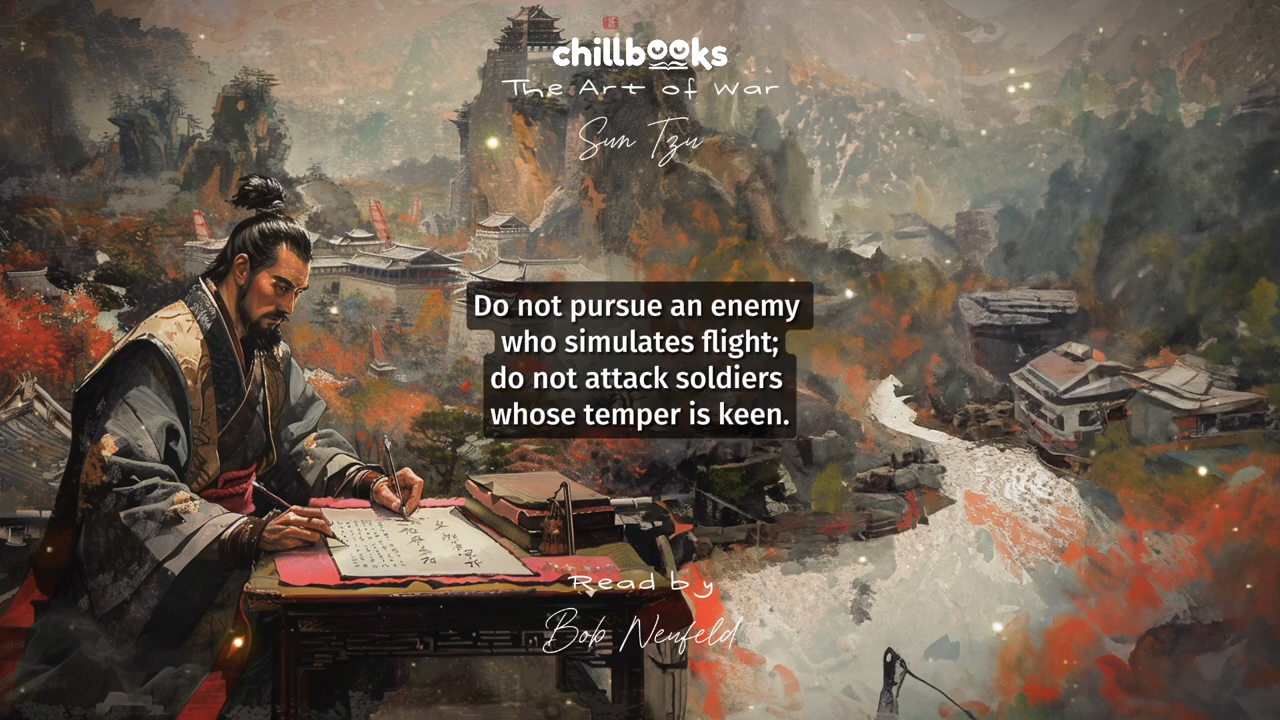 chillbooks
The Art of War
Sun Tzu
Do not pursue an enemy
who simulates flight;
do not attack soldiers
whose temper is keen.
Read by
Bob Neufeld